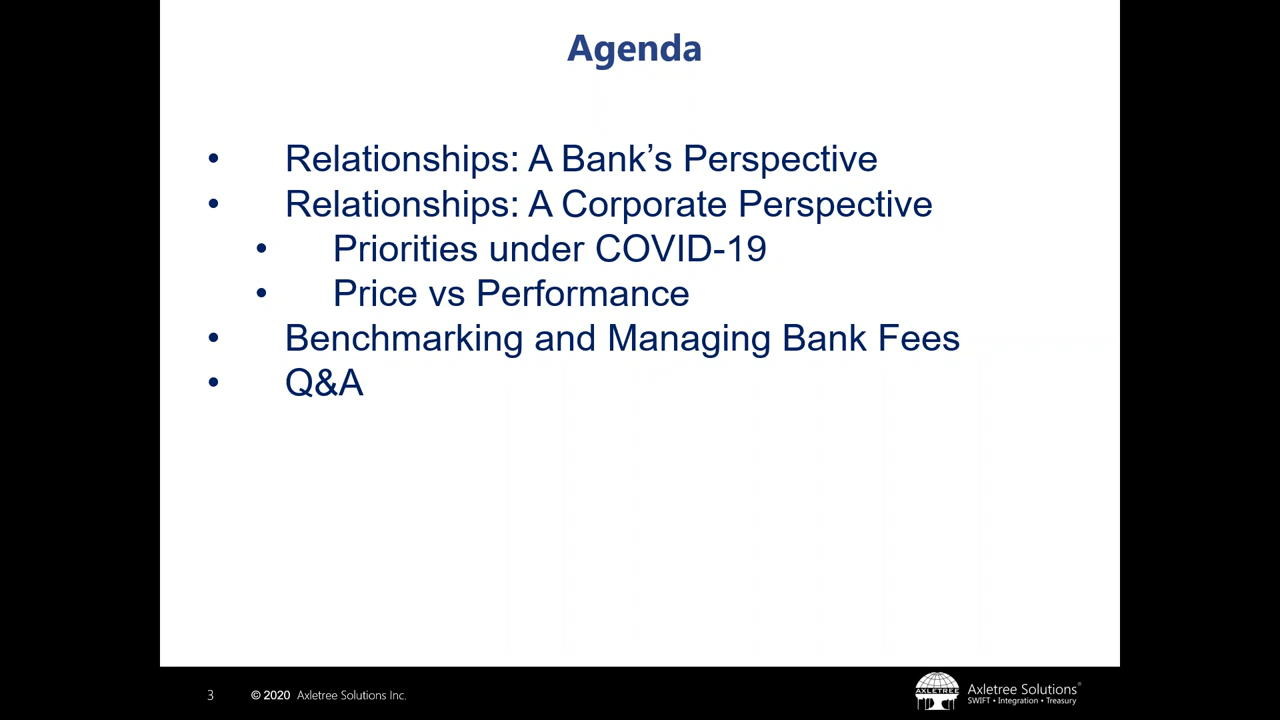 Agenda
• Relationships: A Bank’s Perspective
• Relationships: A Corporate Perspective
• Priorities under COVID-19
• Price vs Performance
• Benchmarking and Managing Bank Fees
• Q&A
3 © 2020 Axletree Solutions Inc.
AXLETREE
Axletree Solutions®
SWIFT • Integration • Treasury